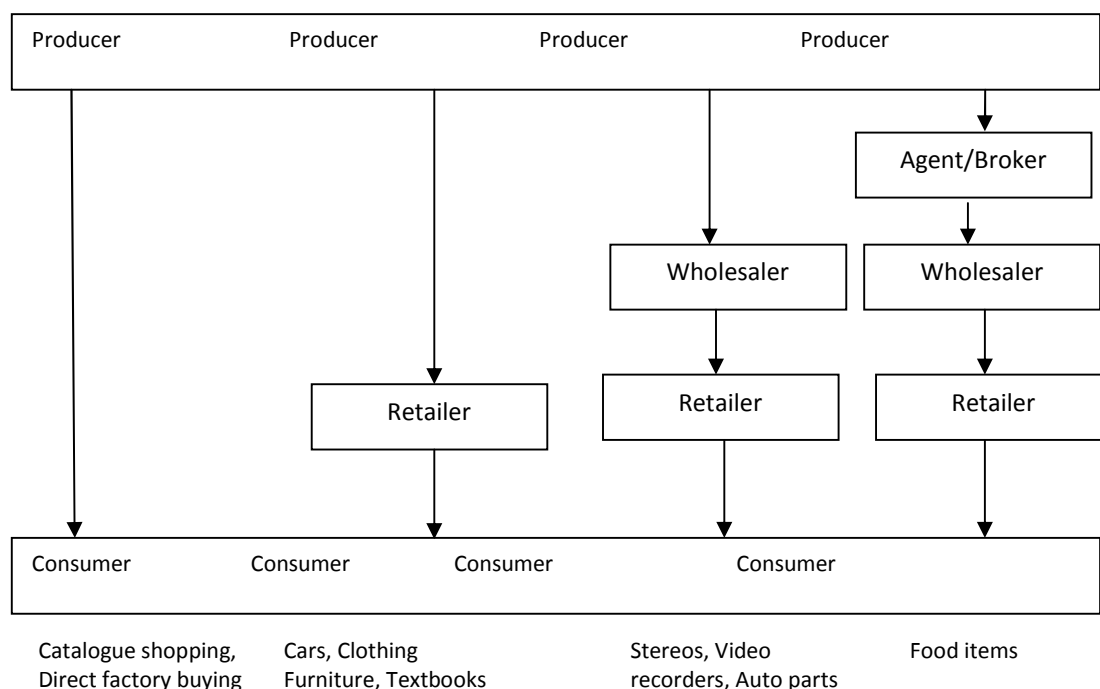 Producer Producer Producer Producer
Agent/Broker
Wholesaler Wholesaler
Retailer Retailer Retailer
Consumer Consumer Consumer Consumer
Catalogue shopping, Cars, Clothing Stereos, Video Food items
Direct factory buying Furniture, Textbooks recorders, Auto parts